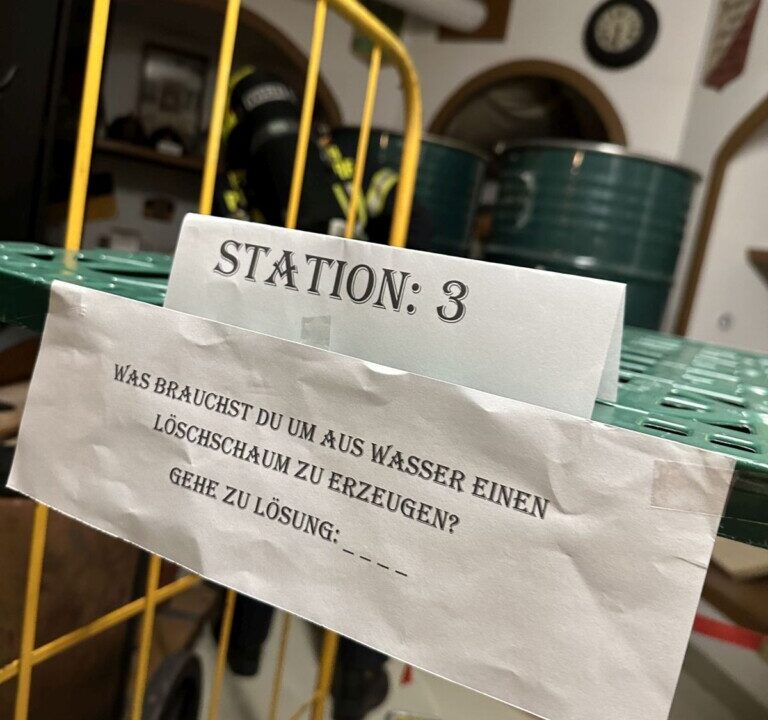 STATION: 3
WAS BRAUCHST DU UM AUS WASSER EINEN
LÖSCHSCHAUM ZU ERZEUGEN?
GEHE ZU LÖSUNG: _ _ _ _